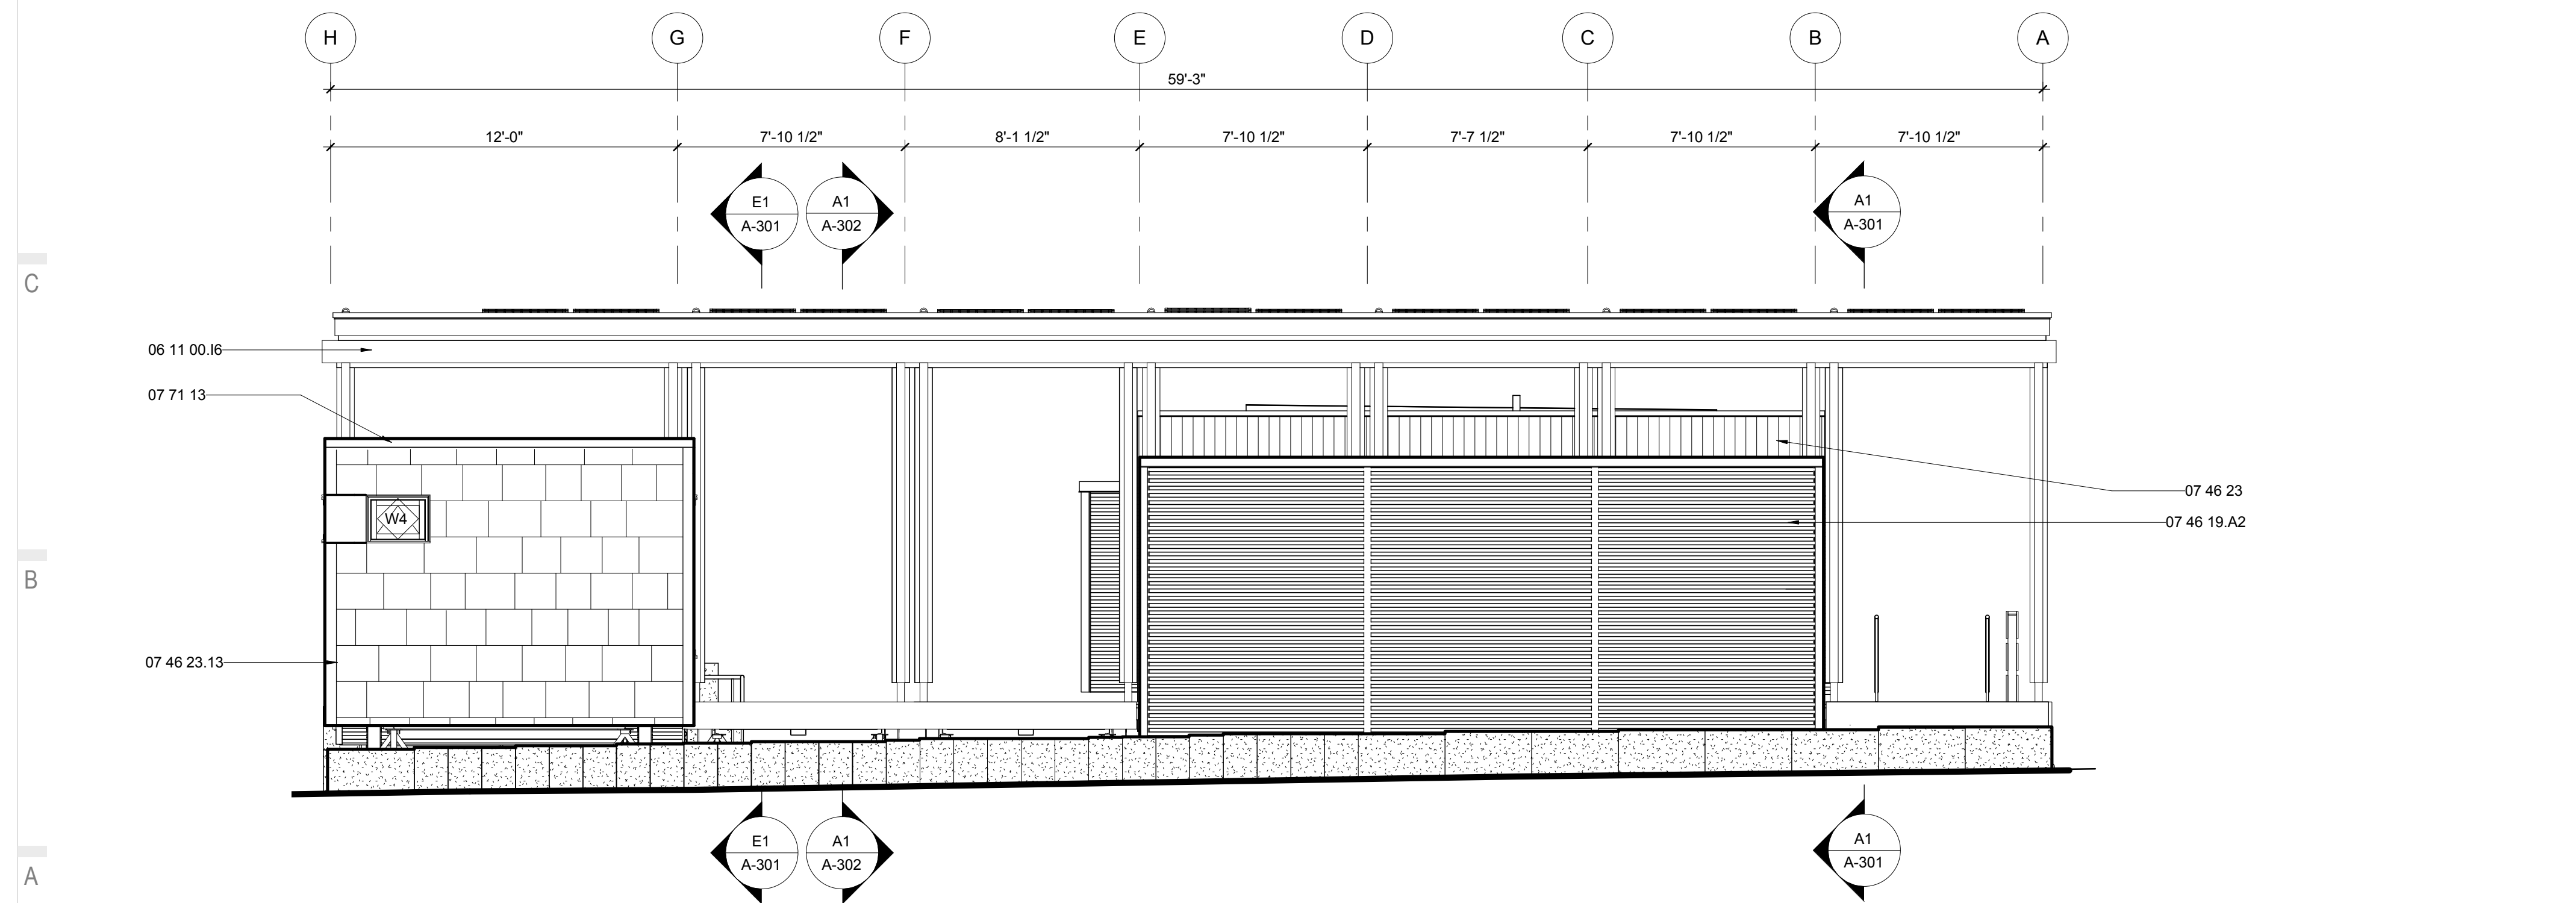 H G F E D C B A
59'-3"
12'-0" 7'-10 1/2" 8'-1 1/2" 7'-10 1/2" 7'-7 1/2" 7'-10 1/2" 7'-10 1/2"
E1 A1 A1
A-301 A-302 A-301
C
06 11 00.I6
07 71 13
07 46 23
W4
07 46 19.A2
B
07 46 23.13
E1 A1 A1
A-301 A-302 A-301
A